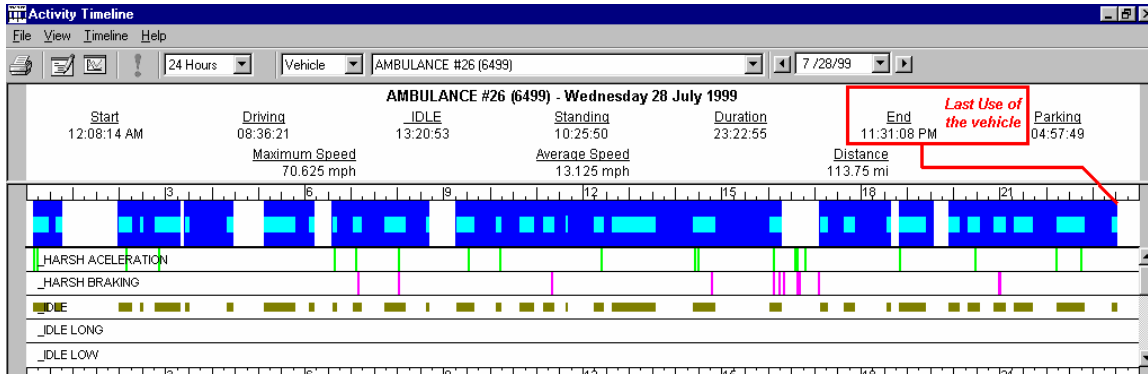 Activity Timeline
File View Timeline Help
24 Hours Vehicle AMBULANCE #26 (6499) 7 /28/99
AMBULANCE #26 (6499) - Wednesday 28 July 1999
Start Driving _IDLE Standing Duration End Parking
12:08:14 AM 08:36:21 13:20:53 10:25:50 23:22:55 11:31:08 PM 04:57:49
Last Use of
the vehicle
Maximum Speed Average Speed Distance
70.625 mph 13.125 mph 113.75 mi
3 6 9 12 15 18 21
_HARSH ACELERATION
_HARSH BRAKING
_IDLE
_IDLE LONG
_IDLE LOW